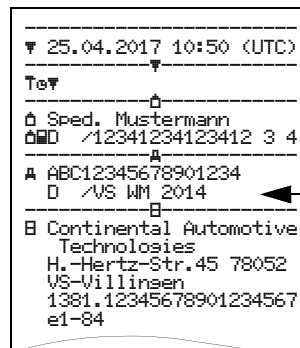 ▼ 25.04.2017 10:50 (UTC)
T⊙▼
Sped. Mustermann
D /12341234123412 3 4
ABC12345678901234
D /VS WM 2014
Continental Automotive
Technologies
H.-Hertz-Str.45 78052
VS-Villingen
1381.12345678901234567
e1-84